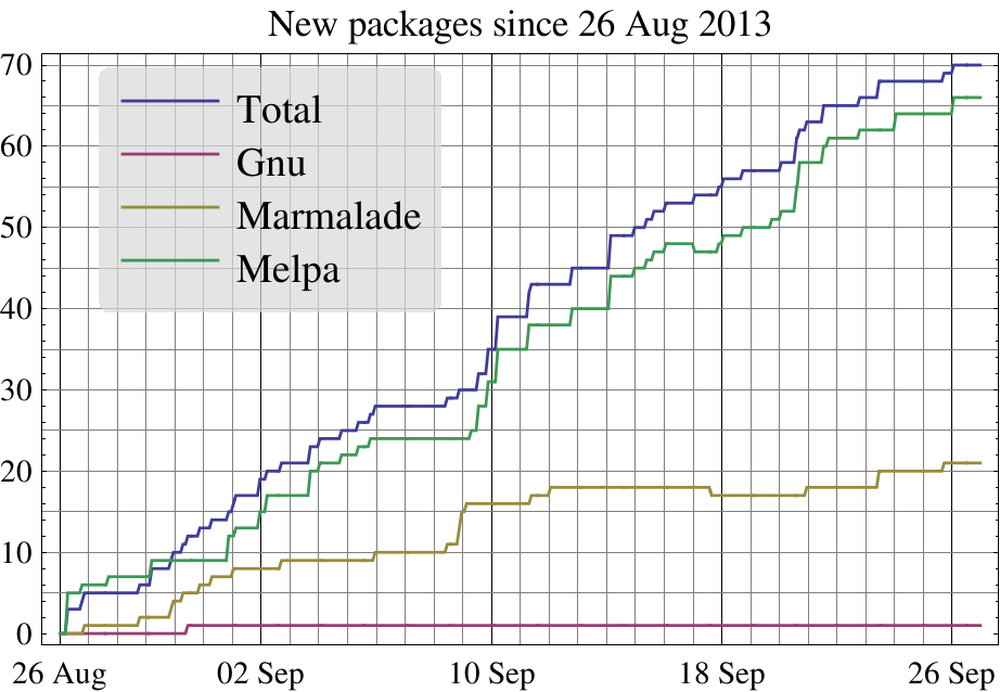 New packages since 26 Aug 2013
70
60
50
40
30
20
10
0
Total
Gnu
Marmalade
Melpa
26 Aug 02 Sep 10 Sep 18 Sep 26 Sep